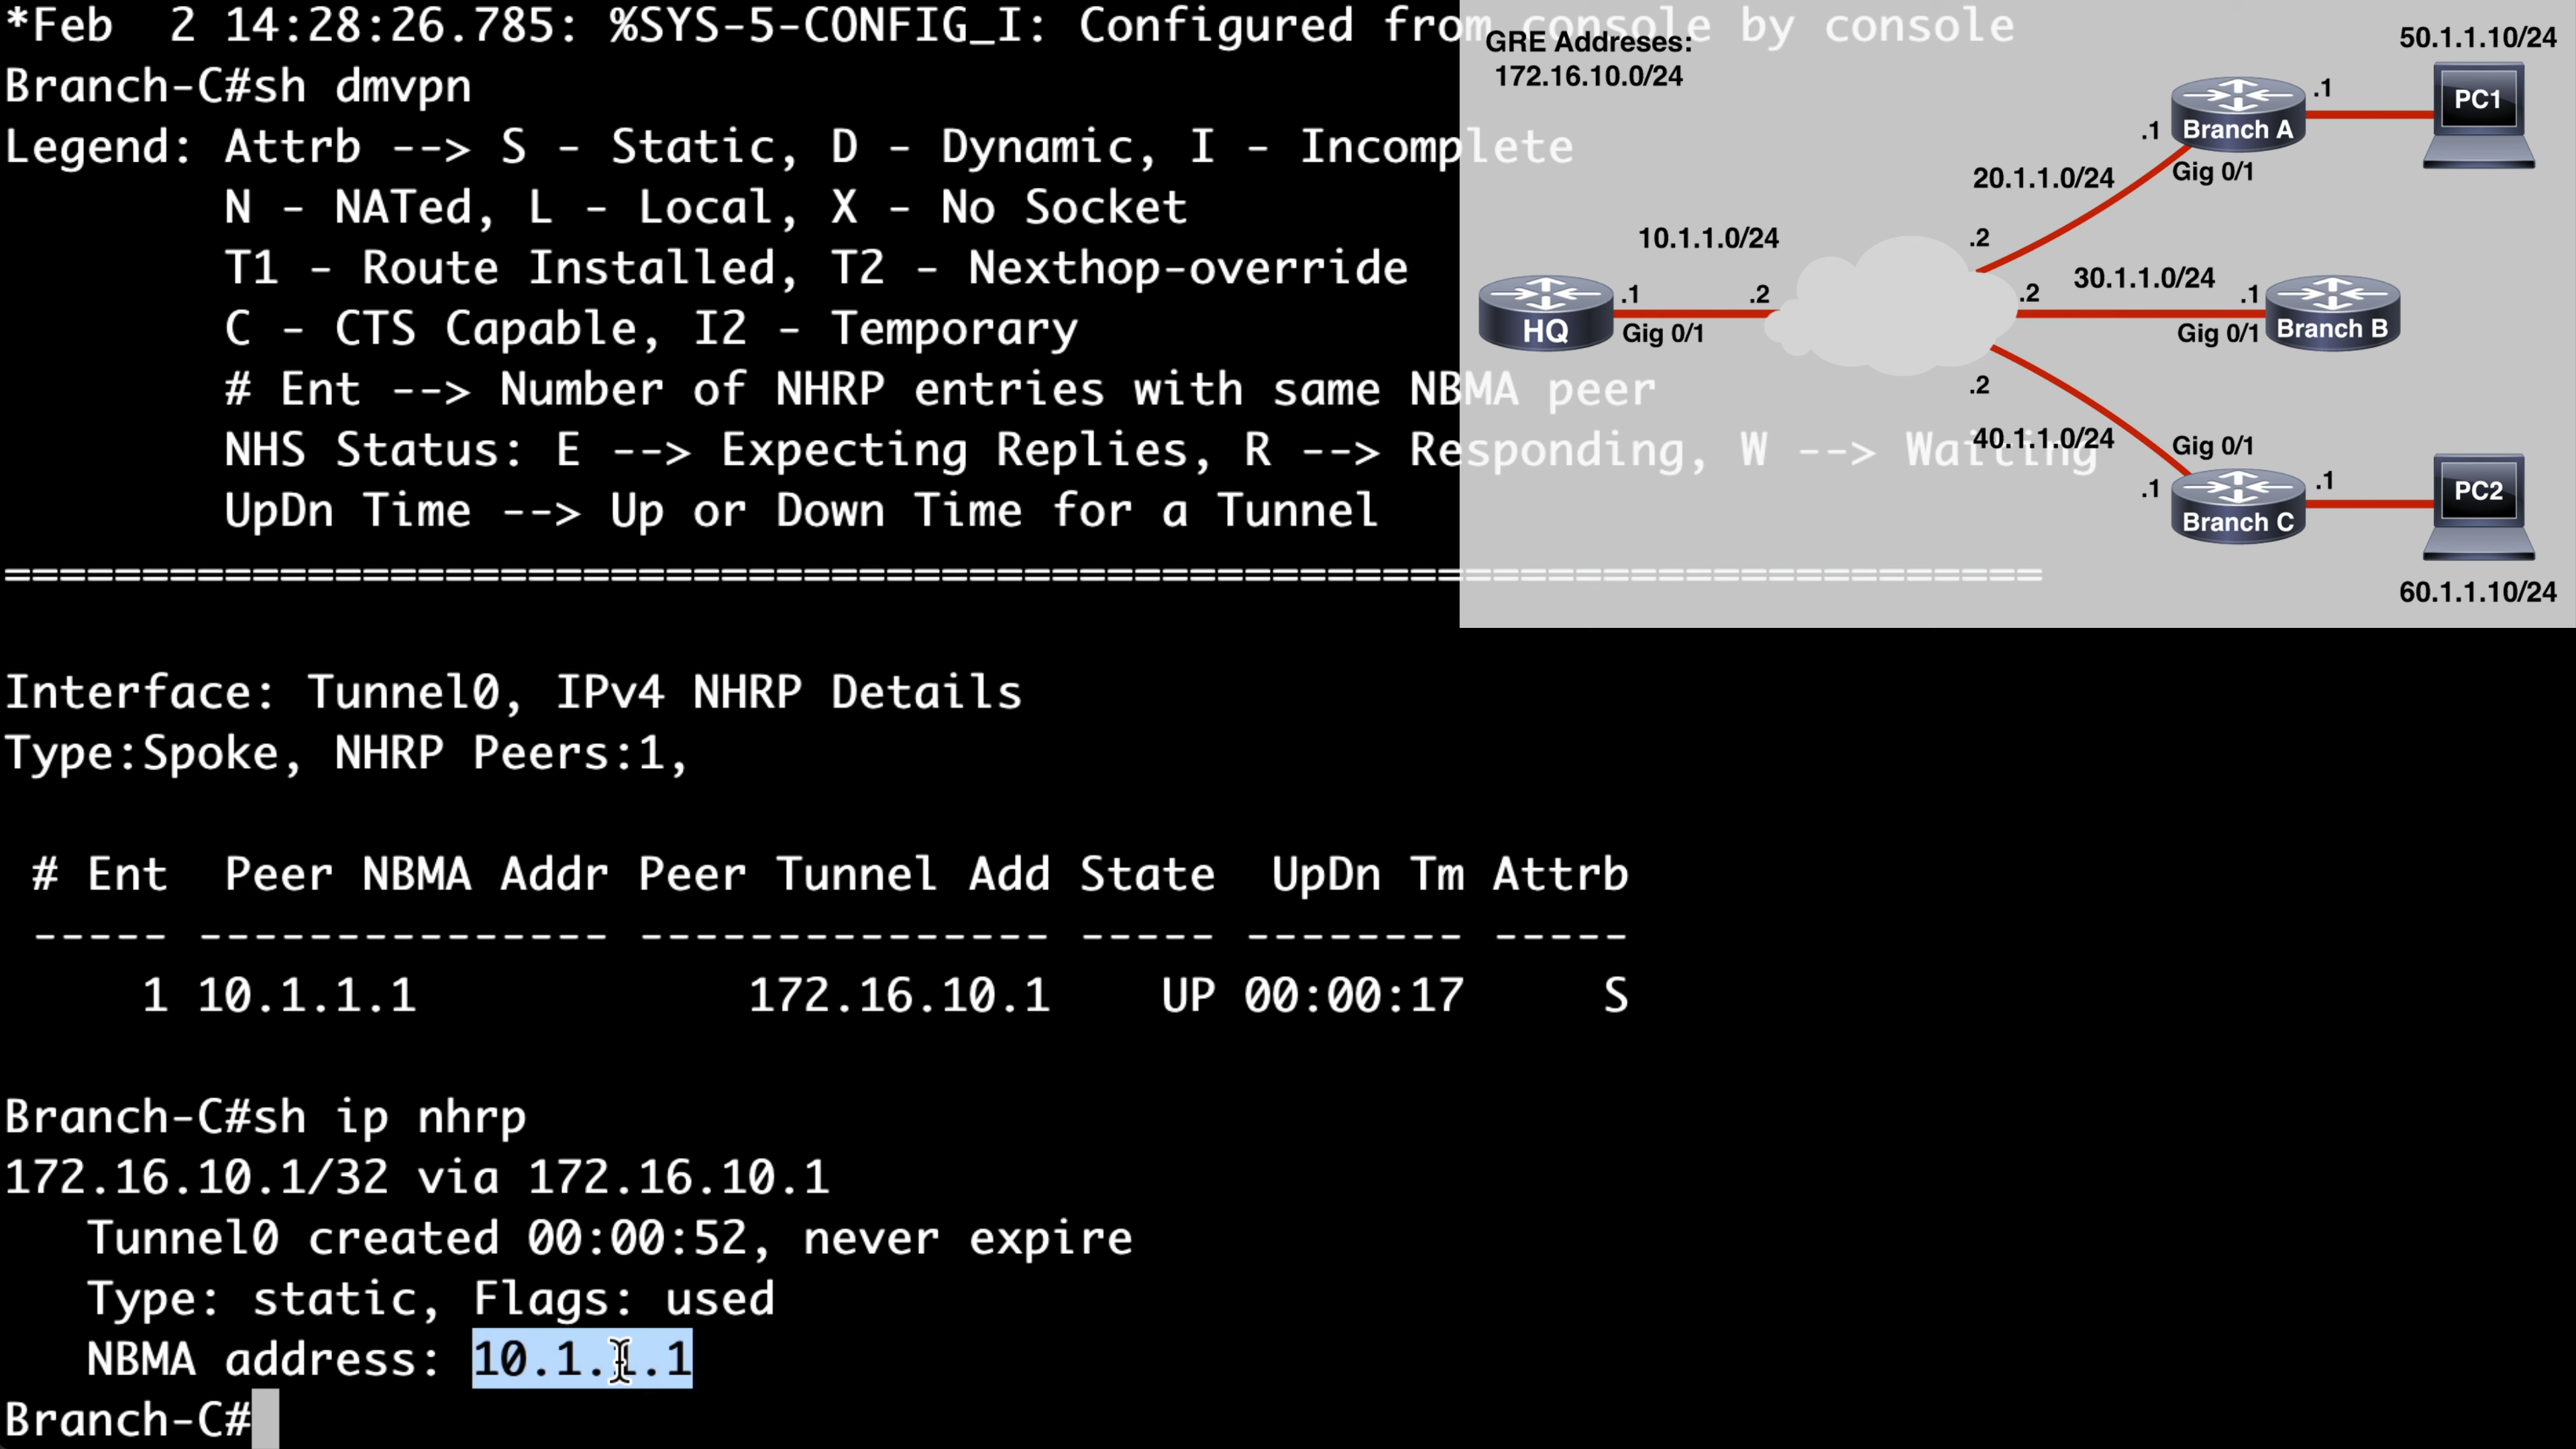 *Feb  2 14:28:26.785: %SYS-5-CONFIG_I: Configured from console by console
Branch-C#sh dmvpn
Legend: Attrb --> S - Static, D - Dynamic, I - Incomplete
        N - NATed, L - Local, X - No Socket
        T1 - Route Installed, T2 - Nexthop-override
        C - CTS Capable, I2 - Temporary
        # Ent --> Number of NHRP entries with same NBMA peer
        NHS Status: E --> Expecting Replies, R --> Responding, W --> Waiting
        UpDn Time --> Up or Down Time for a Tunnel
==========================================================================
Interface: Tunnel0, IPv4 NHRP Details
Type:Spoke, NHRP Peers:1,
 # Ent  Peer NBMA Addr Peer Tunnel Add State  UpDn Tm Attrb
 ----- --------------- --------------- ----- -------- -----
     1 10.1.1.1            172.16.10.1    UP 00:00:17     S
Branch-C#sh ip nhrp
172.16.10.1/32 via 172.16.10.1
   Tunnel0 created 00:00:52, never expire
   Type: static, Flags: used
   NBMA address: 10.1.1.1
Branch-C#
GRE Addreses:
172.16.10.0/24
50.1.1.10/24
PC1
.1
Branch A
.1
Gig 0/1
20.1.1.0/24
.2
10.1.1.0/24
HQ
.1
Gig 0/1
.2
.2
30.1.1.0/24
.1
Gig 0/1
Branch B
.2
40.1.1.0/24
Gig 0/1
.1
Branch C
.1
PC2
60.1.1.10/24